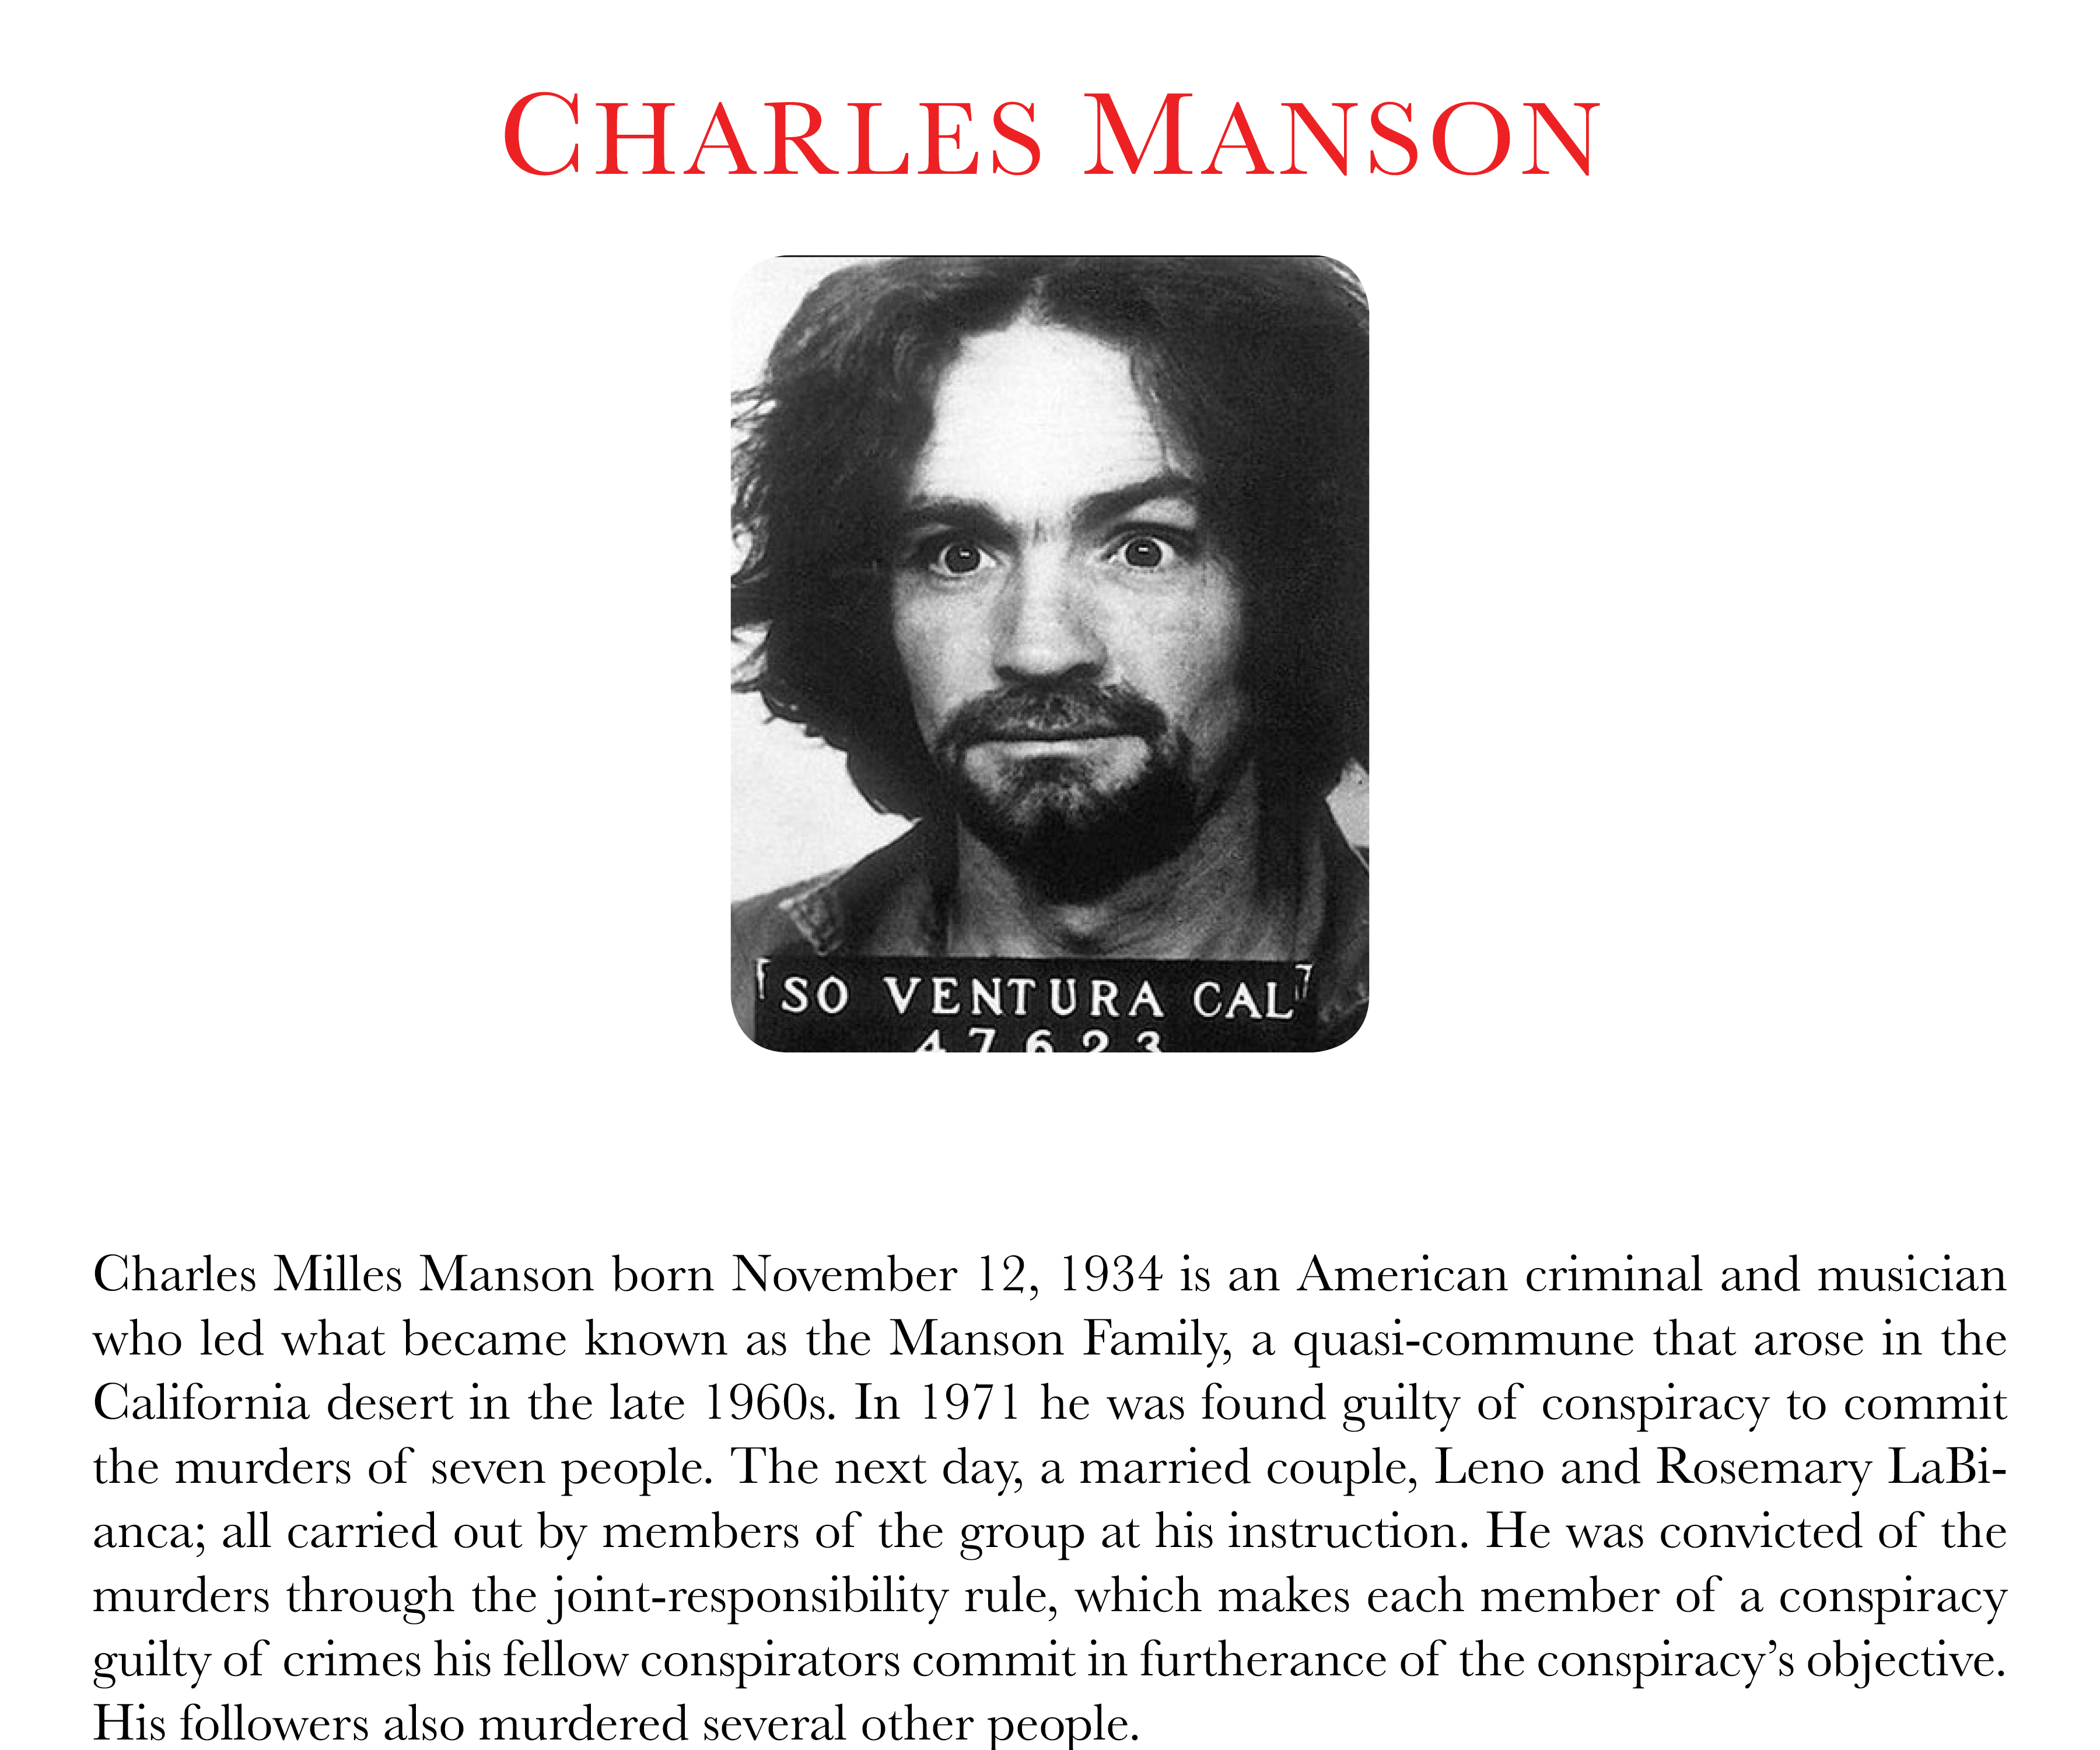 CHARLES MANSON
SO VENTURA CAL
47623
Charles Milles Manson born November 12, 1934 is an American criminal and musician
who led what became known as the Manson Family, a quasi-commune that arose in the
California desert in the late 1960s. In 1971 he was found guilty of conspiracy to commit
the murders of seven people. The next day, a married couple, Leno and Rosemary LaBi-
anca; all carried out by members of the group at his instruction. He was convicted of the
murders through the joint-responsibility rule, which makes each member of a conspiracy
guilty of crimes his fellow conspirators commit in furtherance of the conspiracy’s objective.
His followers also murdered several other people.